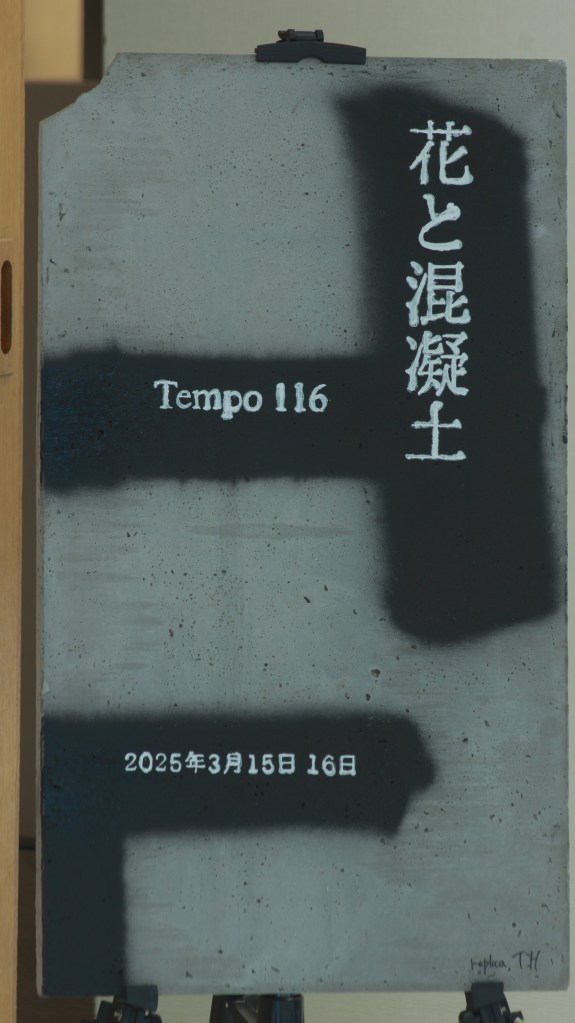 花と混凝土
Tempo 116
2025年3月15日 16日
replica, T.H